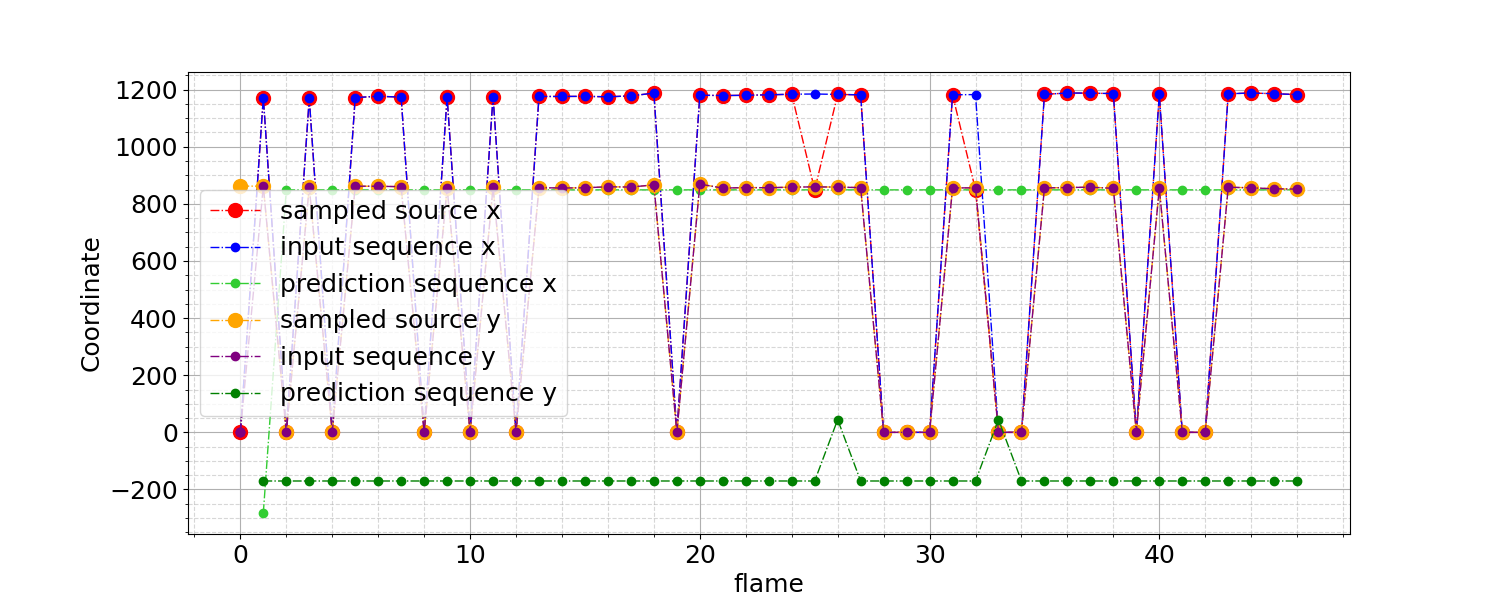 1200
1000
800
600
400
200
0
−200
Coordinate
sampled source x
input sequence x
prediction sequence x
sampled source y
input sequence y
prediction sequence y
0 10 20 30 40
flame